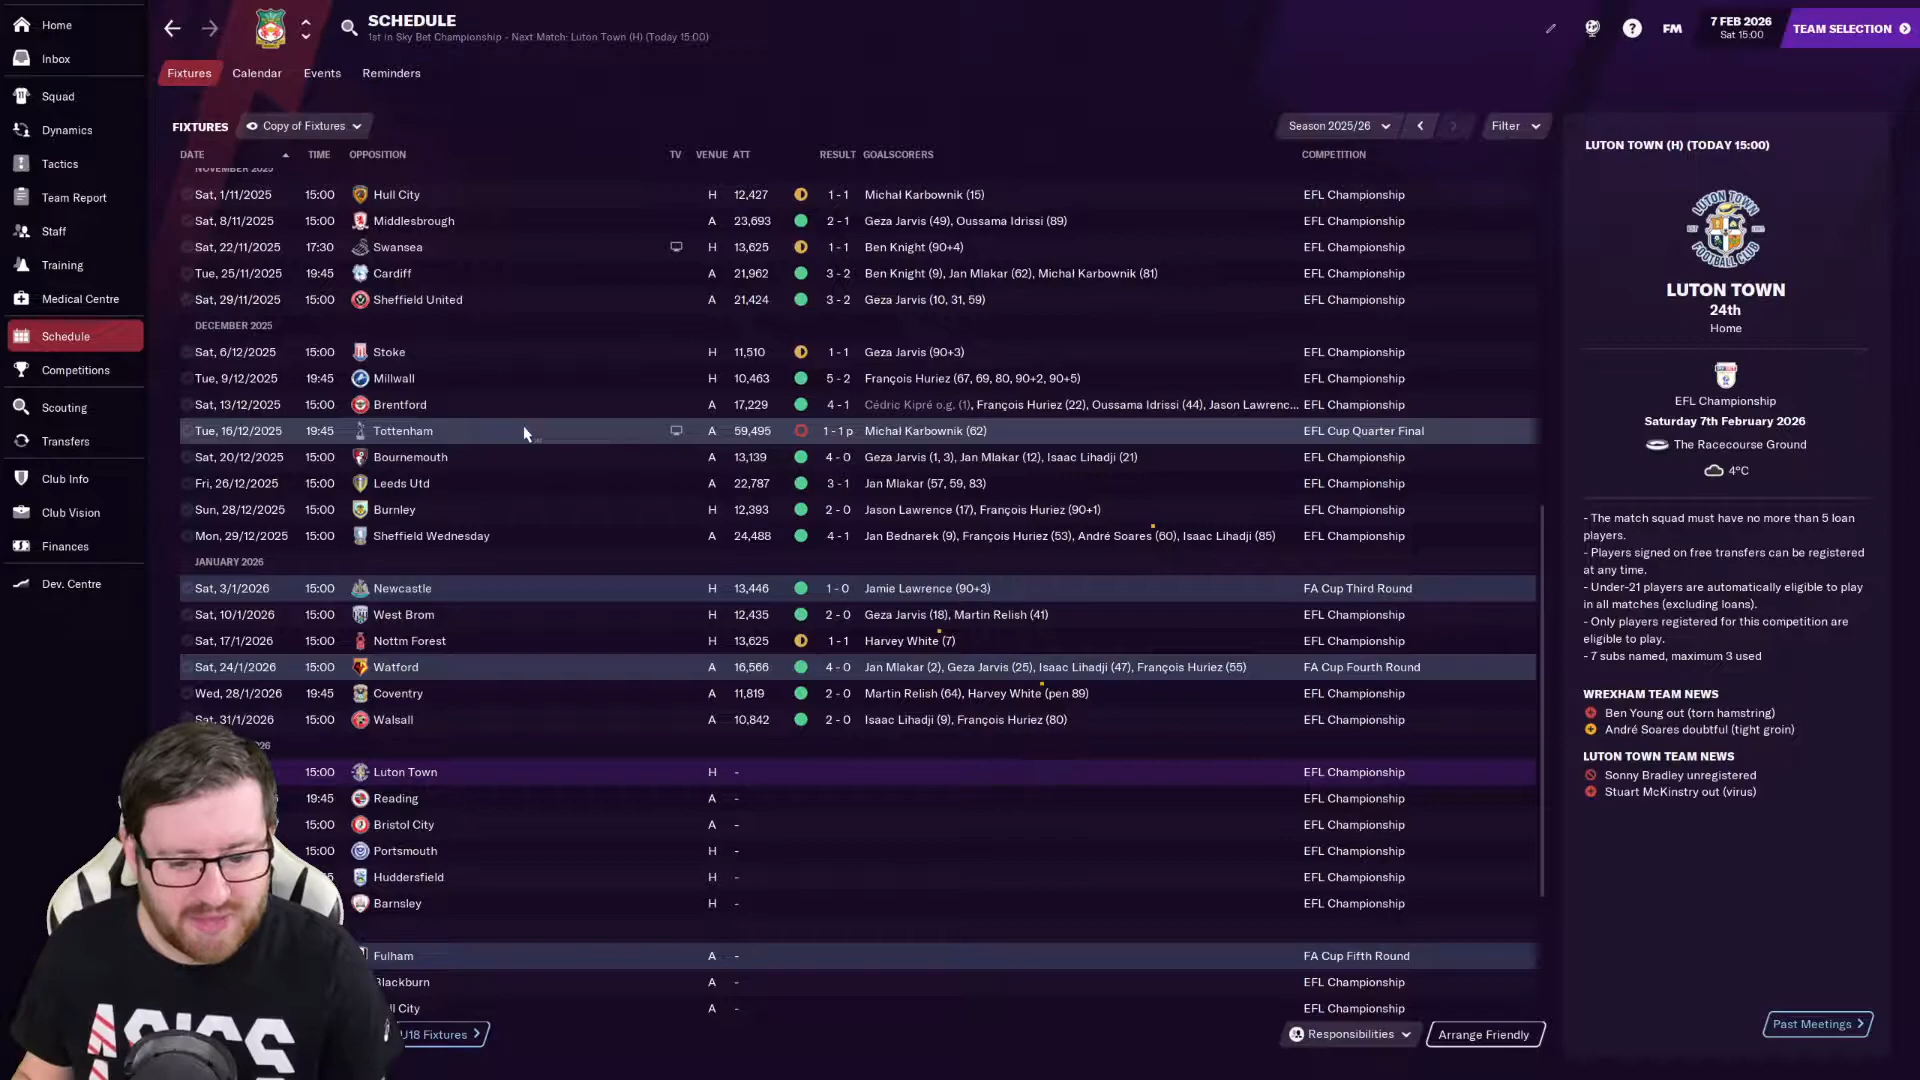 Home
Inbox
Squad
Dynamics
Tactics
Team Report
Staff
Training
Medical Centre
Schedule
Competitions
Scouting
Transfers
Club Info
Club Vision
Finances
Dev. Centre
SCHEDULE
1st in Sky Bet Championship - Next Match: Luton Town (H) (Today 15:00)
7 FEB 2026
Sat 15:00
FM
?
TEAM SELECTION
Fixtures Calendar Events Reminders
FIXTURES Copy of Fixtures Season 2025/26 Filter
DATE TIME OPPOSITION TV VENUE ATT RESULT GOALSCORERS COMPETITION
NOVEMBER 2025
Sat, 1/11/2025 15:00 Hull City H 12,427 1 - 1 Michał Karbownik (15) EFL Championship
Sat, 8/11/2025 15:00 Middlesbrough A 23,693 2 - 1 Geza Jarvis (49), Oussama Idrissi (89) EFL Championship
Sat, 22/11/2025 17:30 Swansea H 13,625 1 - 1 Ben Knight (90+4) EFL Championship
Tue, 25/11/2025 19:45 Cardiff A 21,962 3 - 2 Ben Knight (9), Jan Mlakar (62), Michał Karbownik (81) EFL Championship
Sat, 29/11/2025 15:00 Sheffield United A 21,424 3 - 2 Geza Jarvis (10, 31, 59) EFL Championship
DECEMBER 2025
Sat, 6/12/2025 15:00 Stoke H 11,510 1 - 1 Geza Jarvis (90+3) EFL Championship
Tue, 9/12/2025 19:45 Millwall H 10,463 5 - 2 François Huriez (67, 69, 80, 90+2, 90+5) EFL Championship
Sat, 13/12/2025 15:00 Brentford A 17,229 4 - 1 Cédric Kipré o.g. (1), François Huriez (22), Oussama Idrissi (44), Jason Lawrenc... EFL Championship
Tue, 16/12/2025 19:45 Tottenham A 59,495 1 - 1 p Michał Karbownik (62) EFL Cup Quarter Final
Sat, 20/12/2025 15:00 Bournemouth A 13,139 4 - 0 Geza Jarvis (1, 3), Jan Mlakar (12), Isaac Lihadji (21) EFL Championship
Fri, 26/12/2025 15:00 Leeds Utd A 22,787 3 - 1 Jan Mlakar (57, 59, 83) EFL Championship
Sun, 28/12/2025 15:00 Burnley H 12,393 2 - 0 Jason Lawrence (17), François Huriez (90+1) EFL Championship
Mon, 29/12/2025 15:00 Sheffield Wednesday A 24,488 4 - 1 Jan Bednarek (9), François Huriez (53), André Soares (60), Isaac Lihadji (85) EFL Championship
JANUARY 2026
Sat, 3/1/2026 15:00 Newcastle H 13,446 1 - 0 Jamie Lawrence (90+3) FA Cup Third Round
Sat, 10/1/2026 15:00 West Brom H 12,435 2 - 0 Geza Jarvis (18), Martin Relish (41) EFL Championship
Sat, 17/1/2026 15:00 Nottm Forest H 13,625 1 - 1 Harvey White (7) EFL Championship
Sat, 24/1/2026 15:00 Watford A 16,566 4 - 0 Jan Mlakar (2), Geza Jarvis (25), Isaac Lihadji (47), François Huriez (55) FA Cup Fourth Round
Wed, 28/1/2026 19:45 Coventry A 11,819 2 - 0 Martin Relish (64), Harvey White (pen 89) EFL Championship
Sat, 31/1/2026 15:00 Walsall A 10,842 2 - 0 Isaac Lihadji (9), François Huriez (80) EFL Championship
15:00 Luton Town H - EFL Championship
19:45 Reading A - EFL Championship
15:00 Bristol City A - EFL Championship
15:00 Portsmouth H - EFL Championship
Huddersfield H - EFL Championship
Barnsley H - EFL Championship
Fulham A - FA Cup Fifth Round
Blackburn A - EFL Championship
City A - EFL Championship
U18 Fixtures Responsibilities Arrange Friendly
LUTON TOWN (H) (TODAY 15:00)
LUTON TOWN
FOOTBALL CLUB
LUTON TOWN
24th
Home
EFL Championship
Saturday 7th February 2026
The Racecourse Ground
4°C
- The match squad must have no more than 5 loan
players.
- Players signed on free transfers can be registered
at any time.
- Under-21 players are automatically eligible to play
in all matches (excluding loans).
- Only players registered for this competition are
eligible to play.
- 7 subs named, maximum 3 used
WREXHAM TEAM NEWS
Ben Young out (torn hamstring)
André Soares doubtful (tight groin)
LUTON TOWN TEAM NEWS
Sonny Bradley unregistered
Stuart McKinstry out (virus)
Past Meetings